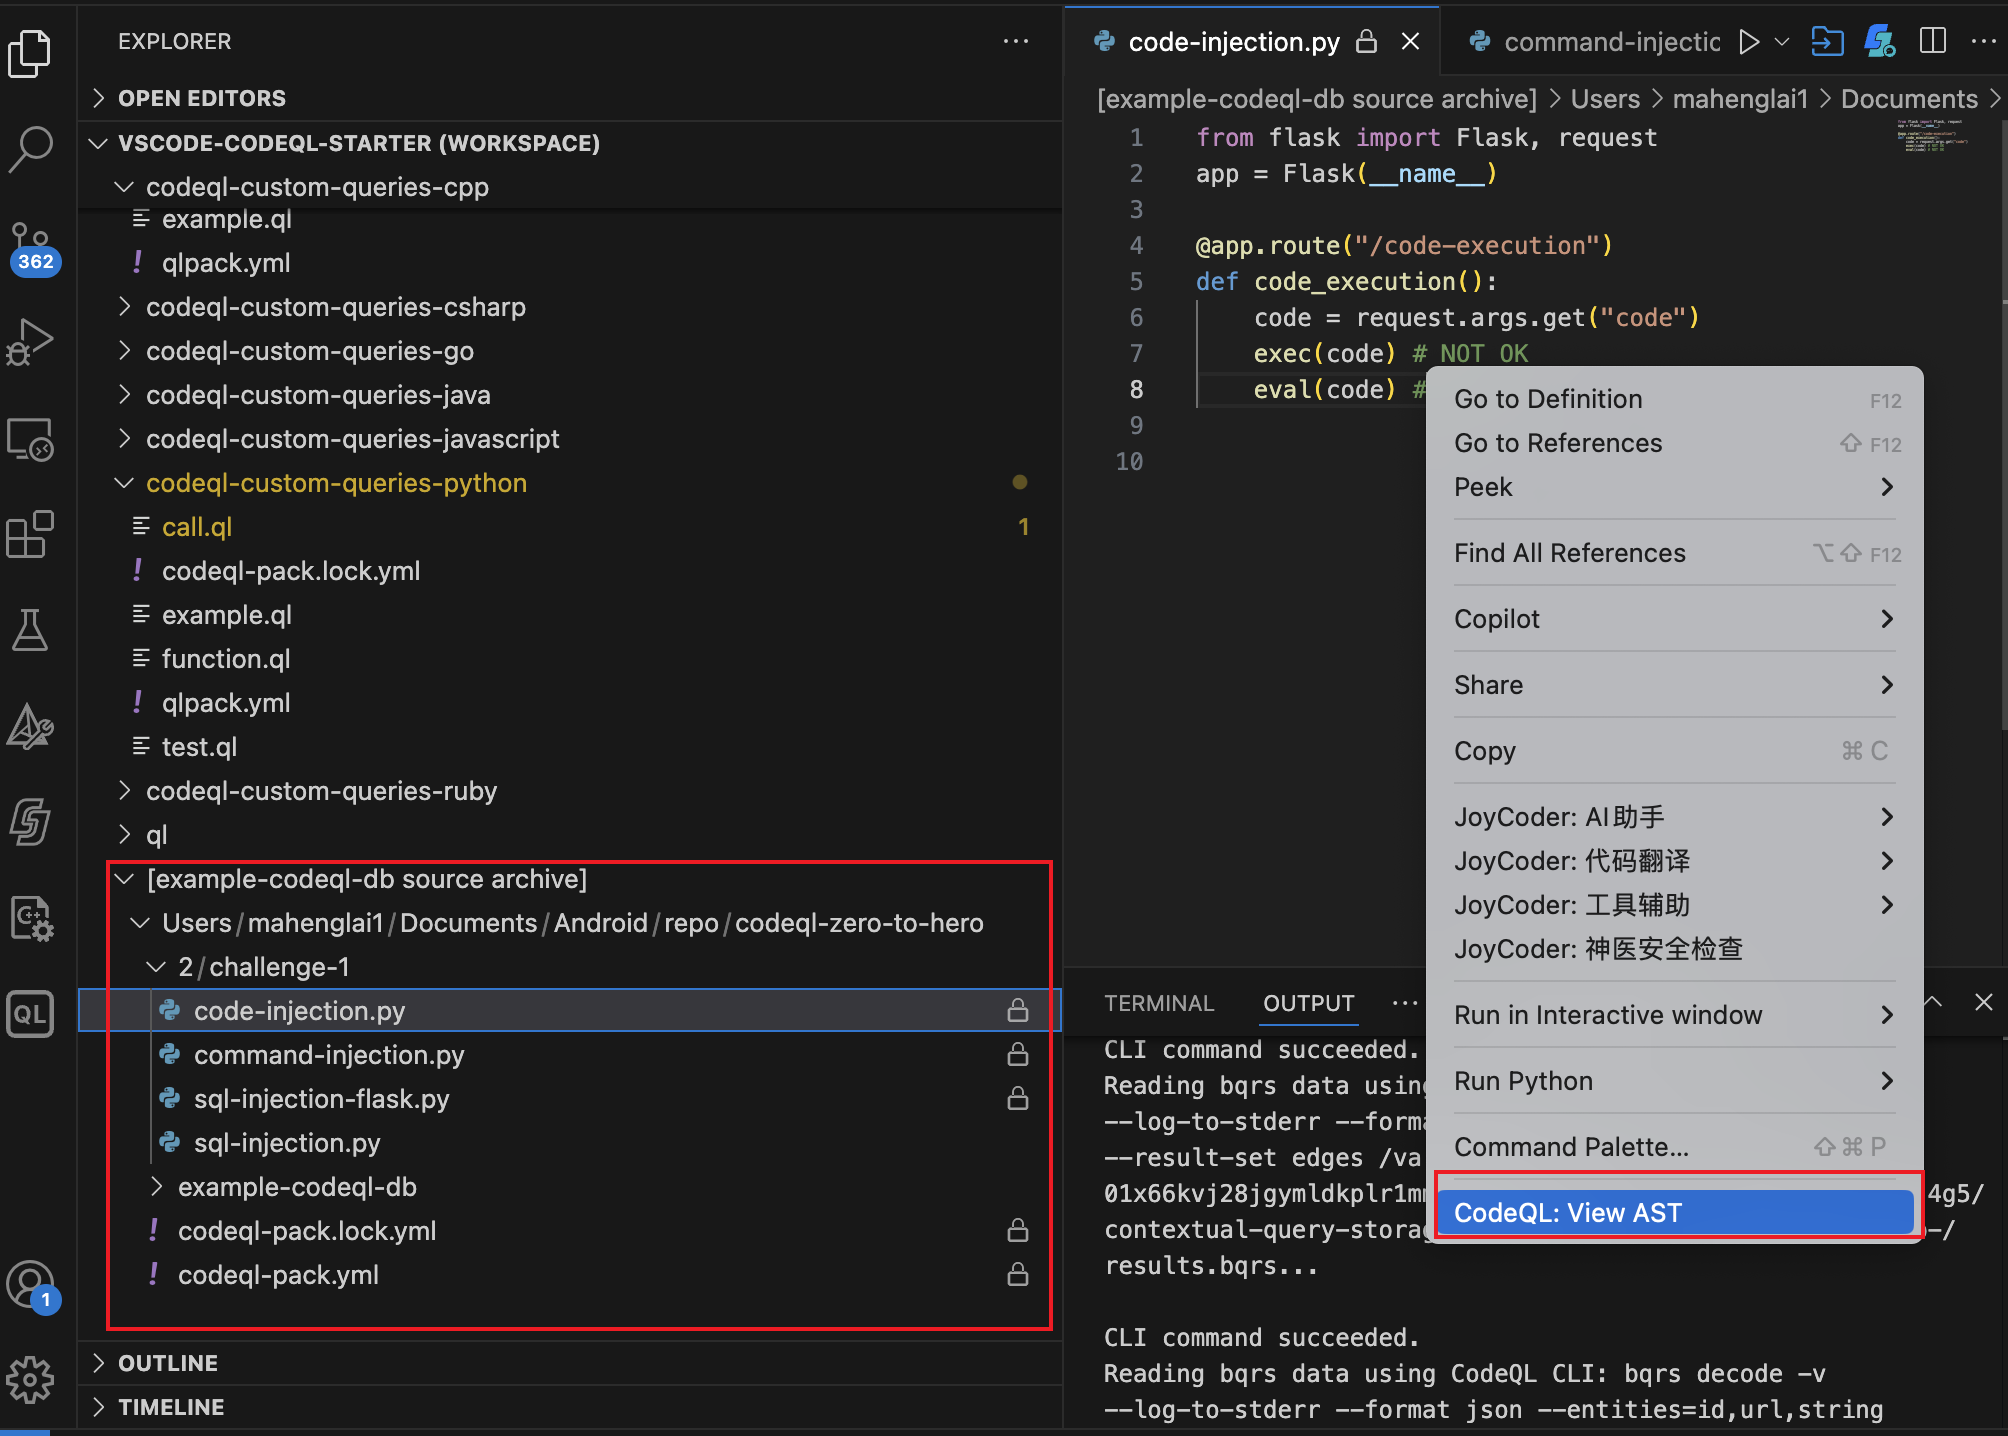 EXPLORER
OPEN EDITORS
VSCODE-CODEQL-STARTER (WORKSPACE)
codeql-custom-queries-cpp
example.ql
! qlpack.yml
codeql-custom-queries-csharp
codeql-custom-queries-go
codeql-custom-queries-java
codeql-custom-queries-javascript
codeql-custom-queries-python
call.ql 1
! codeql-pack.lock.yml
example.ql
function.ql
! qlpack.yml
test.ql
codeql-custom-queries-ruby
ql
[example-codeql-db source archive]
Users/mahenglai1/Documents/Android/repo/codeql-zero-to-hero
2/challenge-1
code-injection.py
command-injection.py
sql-injection-flask.py
sql-injection.py
example-codeql-db
! codeql-pack.lock.yml
! codeql-pack.yml
OUTLINE
TIMELINE
362
C++
QL
1
code-injection.py
command-injectic
[example-codeql-db source archive] > Users > mahenglai1 > Documents >
1 from flask import Flask, request
2 app = Flask(__name__)
3
4 @app.route("/code-execution")
5 def code_execution():
6 code = request.args.get("code")
7 exec(code) # NOT OK
8 eval(code) #
9
10
Go to Definition F12
Go to References ⇧ F12
Peek
Find All References ⌥⇧ F12
Copilot
Share
Copy ⌘ C
JoyCoder: AI助手
JoyCoder: 代码翻译
JoyCoder: 工具辅助
JoyCoder: 神医安全检查
Run in Interactive window
Run Python
Command Palette... ⇧⌘ P
CodeQL: View AST
TERMINAL OUTPUT ···
CLI command succeeded.
Reading bqrs data using
--log-to-stderr --forma
--result-set edges /va
01x66kvj28jgymldkplr1m 4g5/
contextual-query-storag -/
results.bqrs...
CLI command succeeded.
Reading bqrs data using CodeQL CLI: bqrs decode -v
--log-to-stderr --format json --entities=id,url,string